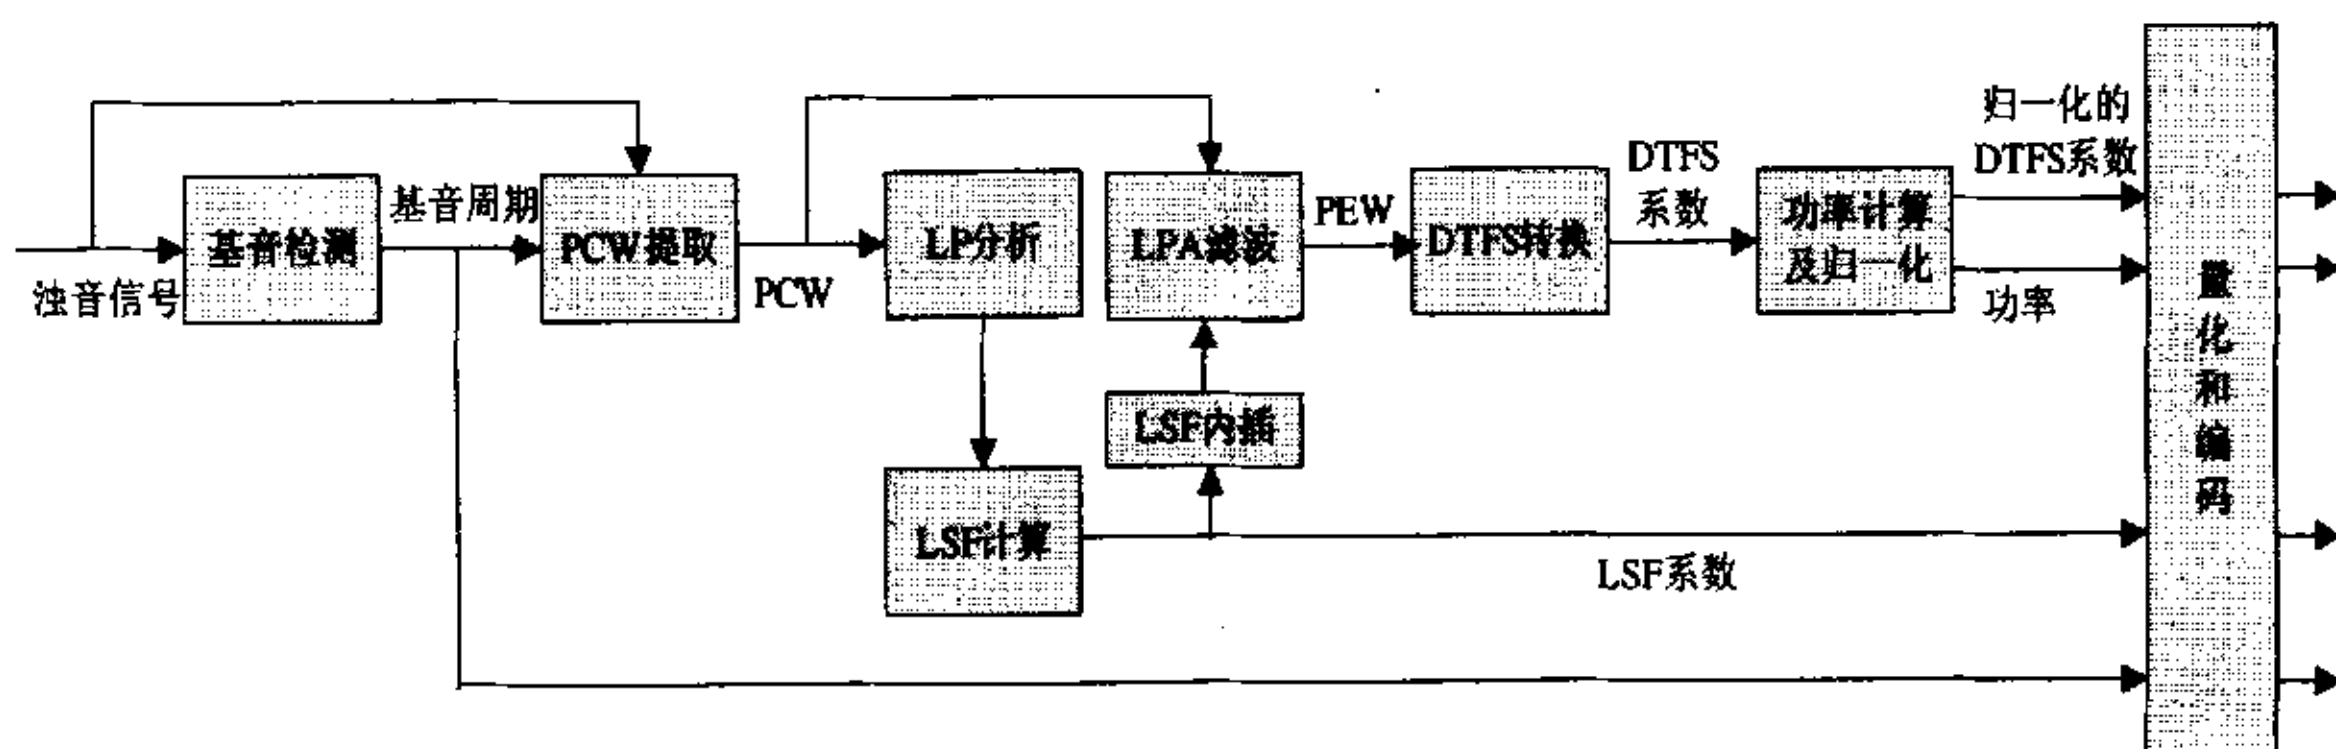 浊音信号
基音检测
基音周期
PCW提取
PCW
LP分析
LSF计算
LSF内插
LPA滤波
PEW
DTFS转换
DTFS
系数
功率计算
及归一化
归一化的
DTFS系数
功率
LSF系数
量
化
和
编
码